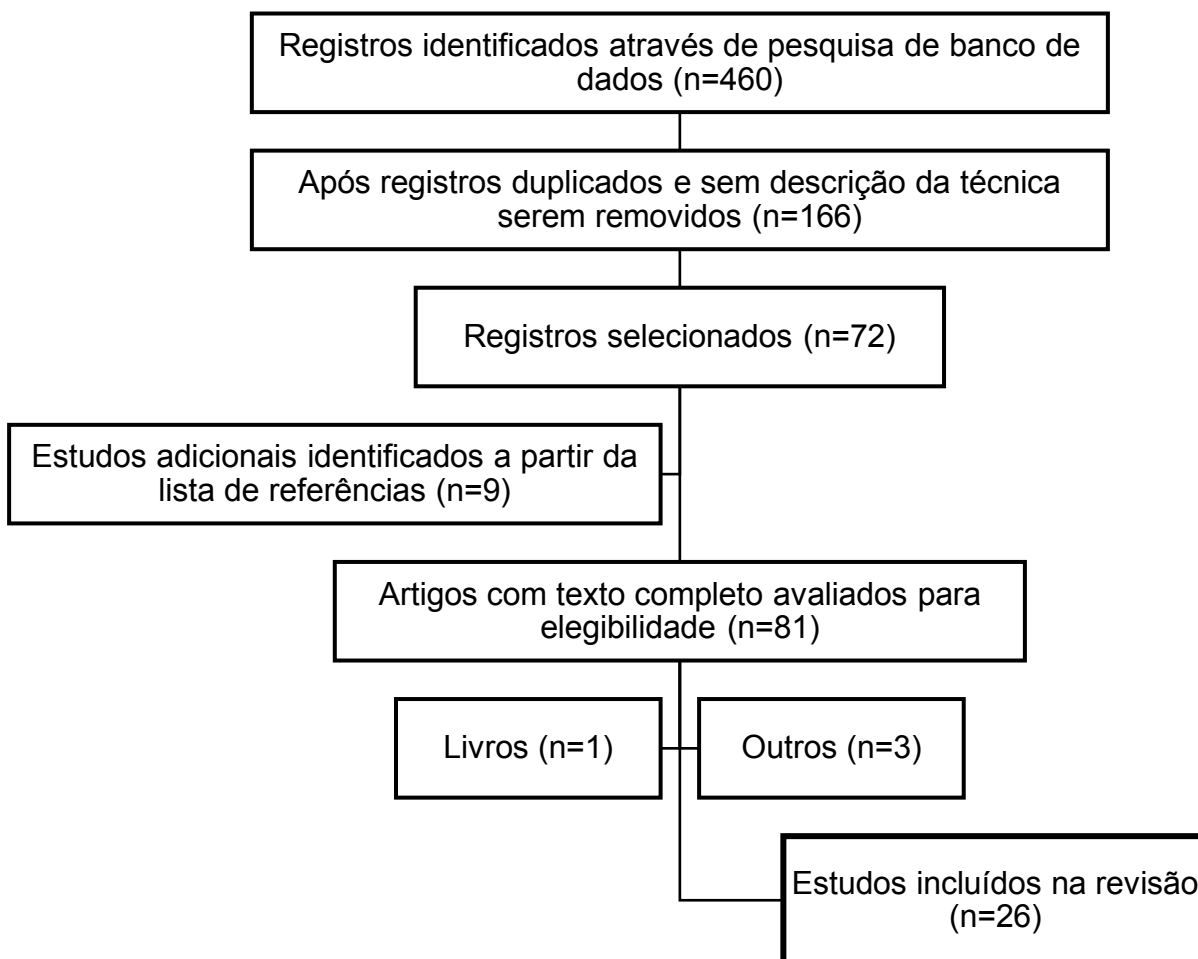 Registros identificados através de pesquisa de banco de
dados (n=460)
Após registros duplicados e sem descrição da técnica
serem removidos (n=166)
Registros selecionados (n=72)
Estudos adicionais identificados a partir da
lista de referências (n=9)
Artigos com texto completo avaliados para
elegibilidade (n=81)
Livros (n=1)
Outros (n=3)
Estudos incluídos na revisão
(n=26)